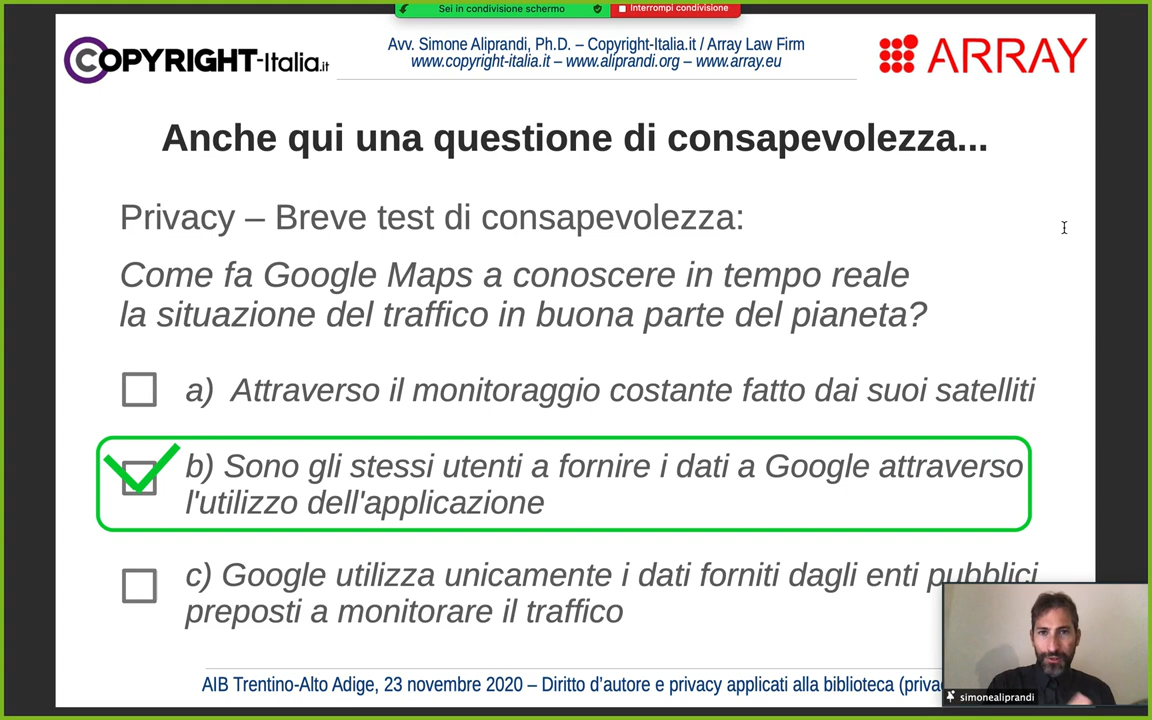 Sei in condivisione schermo
Interrompi condivisione
COPYRIGHT-Italia.it
Avv. Simone Aliprandi, Ph.D. – Copyright-Italia.it / Array Law Firm
www.copyright-italia.it – www.aliprandi.org – www.array.eu
ARRAY
Anche qui una questione di consapevolezza...
Privacy – Breve test di consapevolezza:
Come fa Google Maps a conoscere in tempo reale
la situazione del traffico in buona parte del pianeta?
a) Attraverso il monitoraggio costante fatto dai suoi satelliti
b) Sono gli stessi utenti a fornire i dati a Google attraverso
l'utilizzo dell'applicazione
c) Google utilizza unicamente i dati forniti dagli enti pubblici
preposti a monitorare il traffico
AIB Trentino-Alto Adige, 23 novembre 2020 – Diritto d'autore e privacy applicati alla biblioteca
simonealiprandi